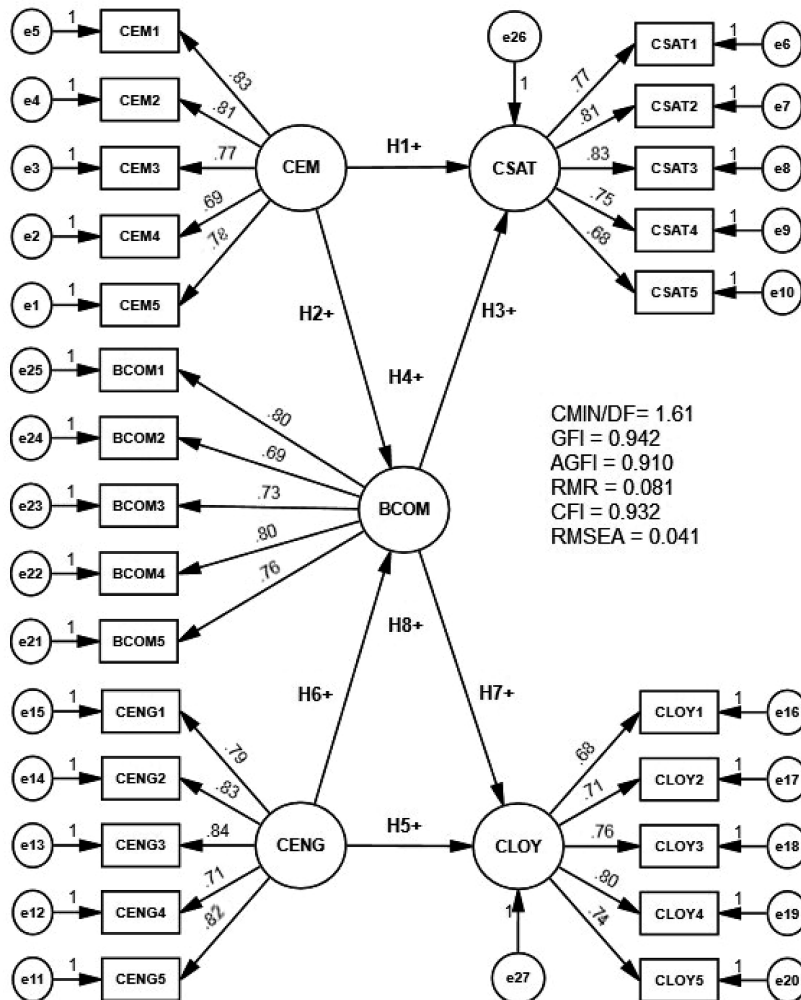 e5 1 CEM1
e4 1 CEM2
e3 1 CEM3
e2 1 CEM4
e1 1 CEM5
.83
.81
.77
.69
.78
CEM
H1+
e26
1
CSAT
.77
.81
.83
.75
.68
CSAT1 1 e6
CSAT2 1 e7
CSAT3 1 e8
CSAT4 1 e9
CSAT5 1 e10
H2+
H3+
H4+
e25 1 BCOM1
e24 1 BCOM2
e23 1 BCOM3
e22 1 BCOM4
e21 1 BCOM5
.80
.69
.73
.80
.76
BCOM
CMIN/DF= 1.61
GFI = 0.942
AGFI = 0.910
RMR = 0.081
CFI = 0.932
RMSEA = 0.041
H8+
H6+
H7+
e15 1 CENG1
e14 1 CENG2
e13 1 CENG3
e12 1 CENG4
e11 1 CENG5
.79
.83
.84
.71
.82
CENG
H5+
CLOY
1
e27
.68
.71
.76
.80
.74
CLOY1 1 e16
CLOY2 1 e17
CLOY3 1 e18
CLOY4 1 e19
CLOY5 1 e20